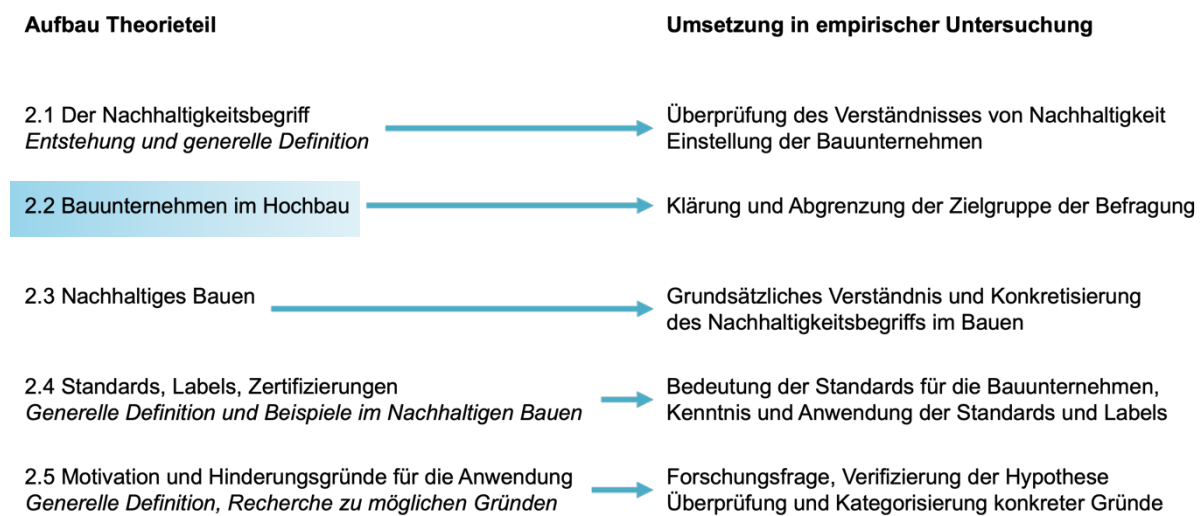 Aufbau Theorieteil
Umsetzung in empirischer Untersuchung
2.1 Der Nachhaltigkeitsbegriff
Entstehung und generelle Definition
Überprüfung des Verständnisses von Nachhaltigkeit
Einstellung der Bauunternehmen
2.2 Bauunternehmen im Hochbau
Klärung und Abgrenzung der Zielgruppe der Befragung
2.3 Nachhaltiges Bauen
Grundsätzliches Verständnis und Konkretisierung
des Nachhaltigkeitsbegriffs im Bauen
2.4 Standards, Labels, Zertifizierungen
Generelle Definition und Beispiele im Nachhaltigen Bauen
Bedeutung der Standards für die Bauunternehmen,
Kenntnis und Anwendung der Standards und Labels
2.5 Motivation und Hinderungsgründe für die Anwendung
Generelle Definition, Recherche zu möglichen Gründen
Forschungsfrage, Verifizierung der Hypothese
Überprüfung und Kategorisierung konkreter Gründe